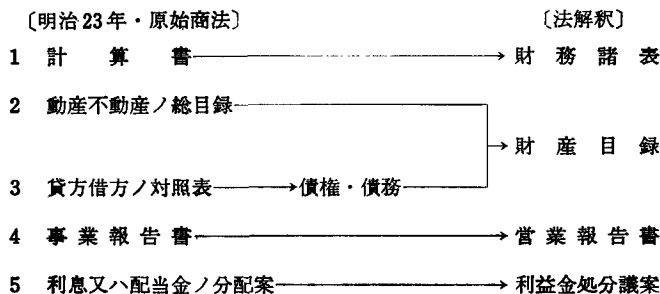 〔明治23年・原始商法〕 〔法解釈〕
1 計算書 → 財務諸表
2 動産不動産ノ総目録
→ 財産目録
3 貸方借方ノ対照表 → 債権・債務
4 事業報告書 → 営業報告書
5 利息又ハ配当金ノ分配案 → 利益金処分議案